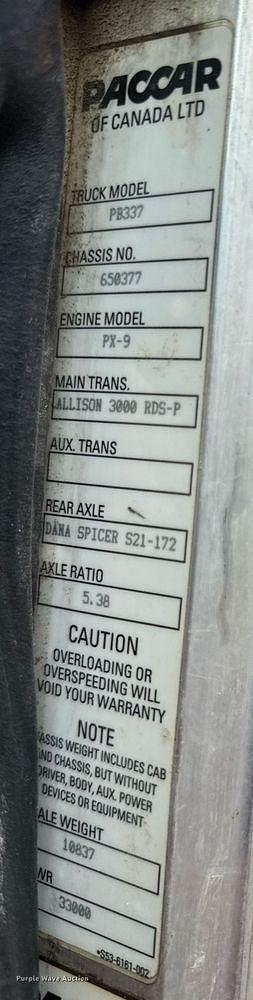 PACCAR
OF CANADA LTD
TRUCK MODEL
PB337
CHASSIS NO.
650377
ENGINE MODEL
PX-9
MAIN TRANS.
ALLISON 3000 RDS-P
AUX. TRANS
REAR AXLE
DANA SPICER S21-172
AXLE RATIO
5.38
CAUTION
OVERLOADING OR
OVERSPEEDING WILL
VOID YOUR WARRANTY
NOTE
ASSIS WEIGHT INCLUDES CAB
ND CHASSIS, BUT WITHOUT
DRIVER, BODY, AUX. POWER
DEVICES OR EQUIPMENT
ALE WEIGHT
10837
WR
33000
*S53-6161-002
Purple Wave Auction